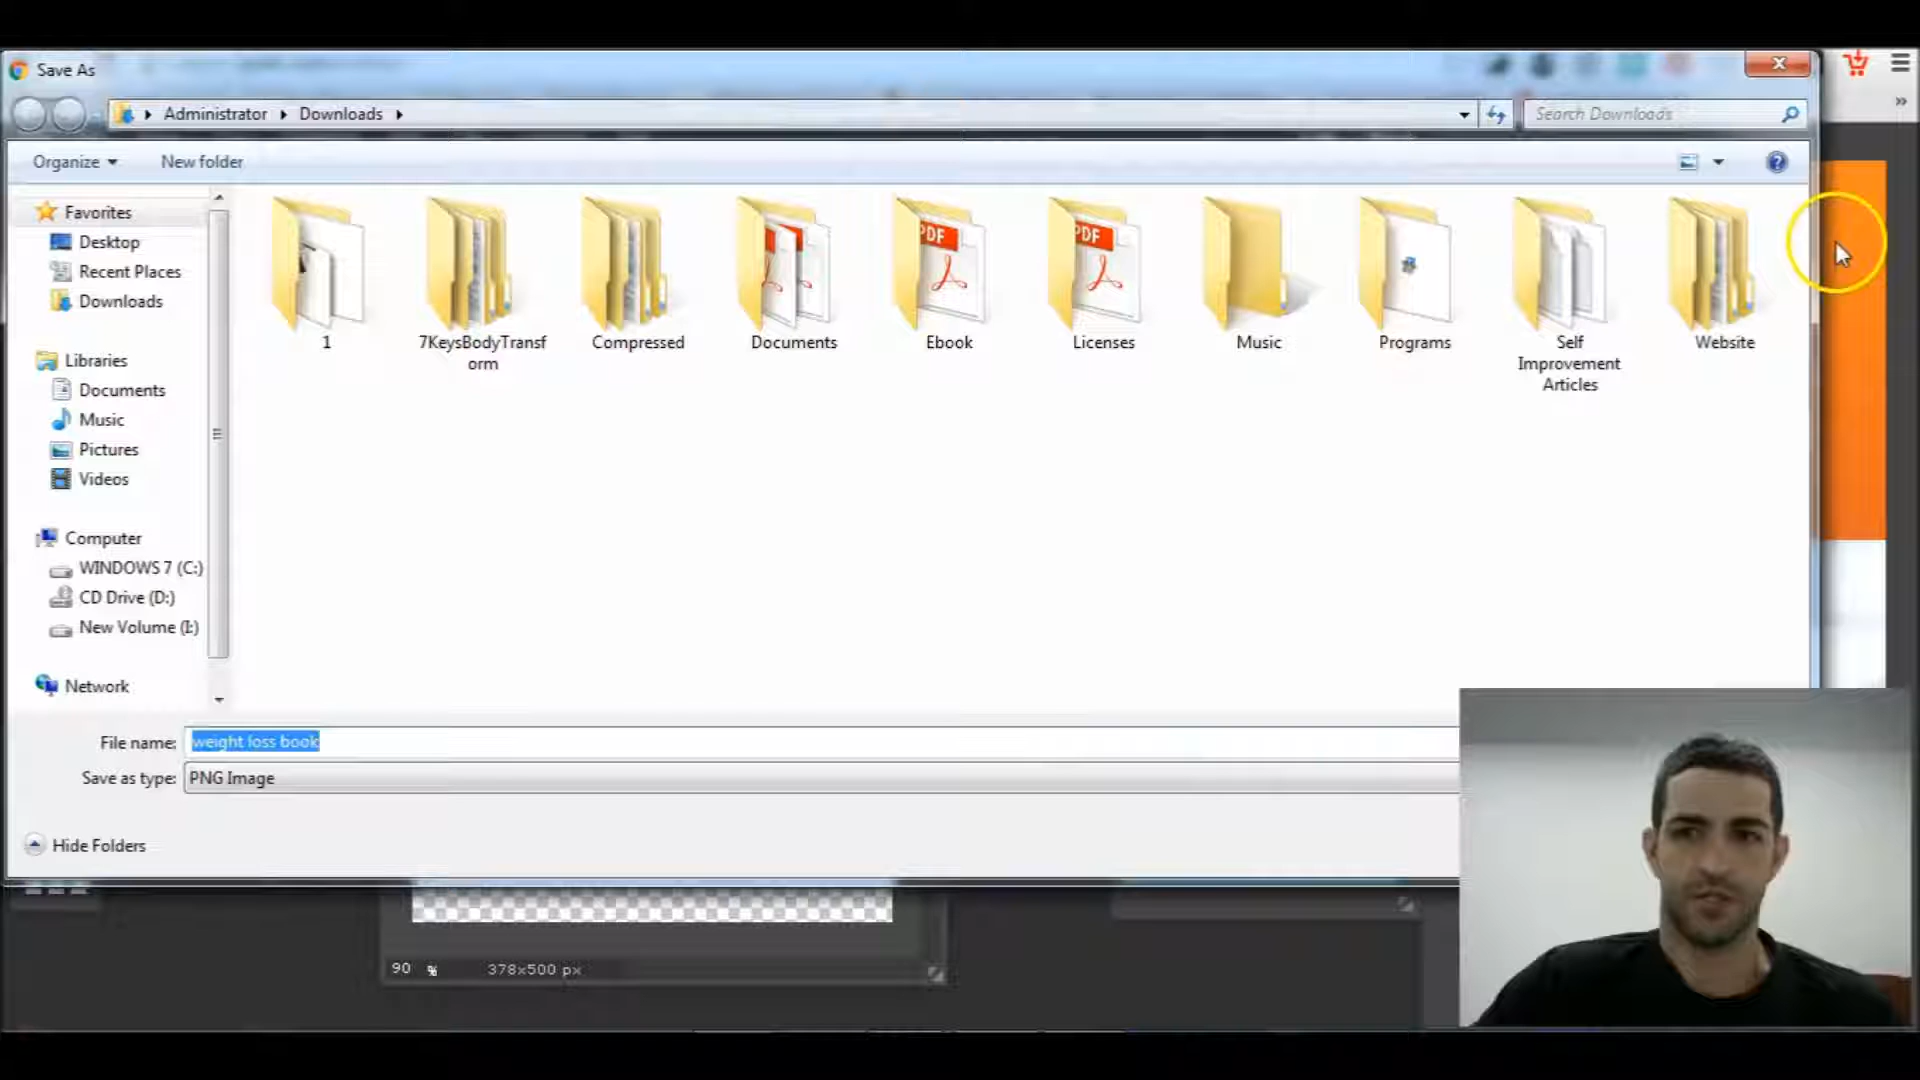 Save As
Administrator
Downloads
Search Downloads
Organize
New folder
Favorites
Desktop
Recent Places
Downloads
Libraries
Documents
Music
Pictures
Videos
Computer
WINDOWS 7 (C:)
CD Drive (D:)
New Volume (I:)
Network
1
7KeysBodyTransf
orm
Compressed
Documents
PDF
Ebook
PDF
Licenses
Music
Programs
Self
Improvement
Articles
Website
File name: weight loss book
Save as type: PNG Image
Hide Folders
90 % 378x500 px